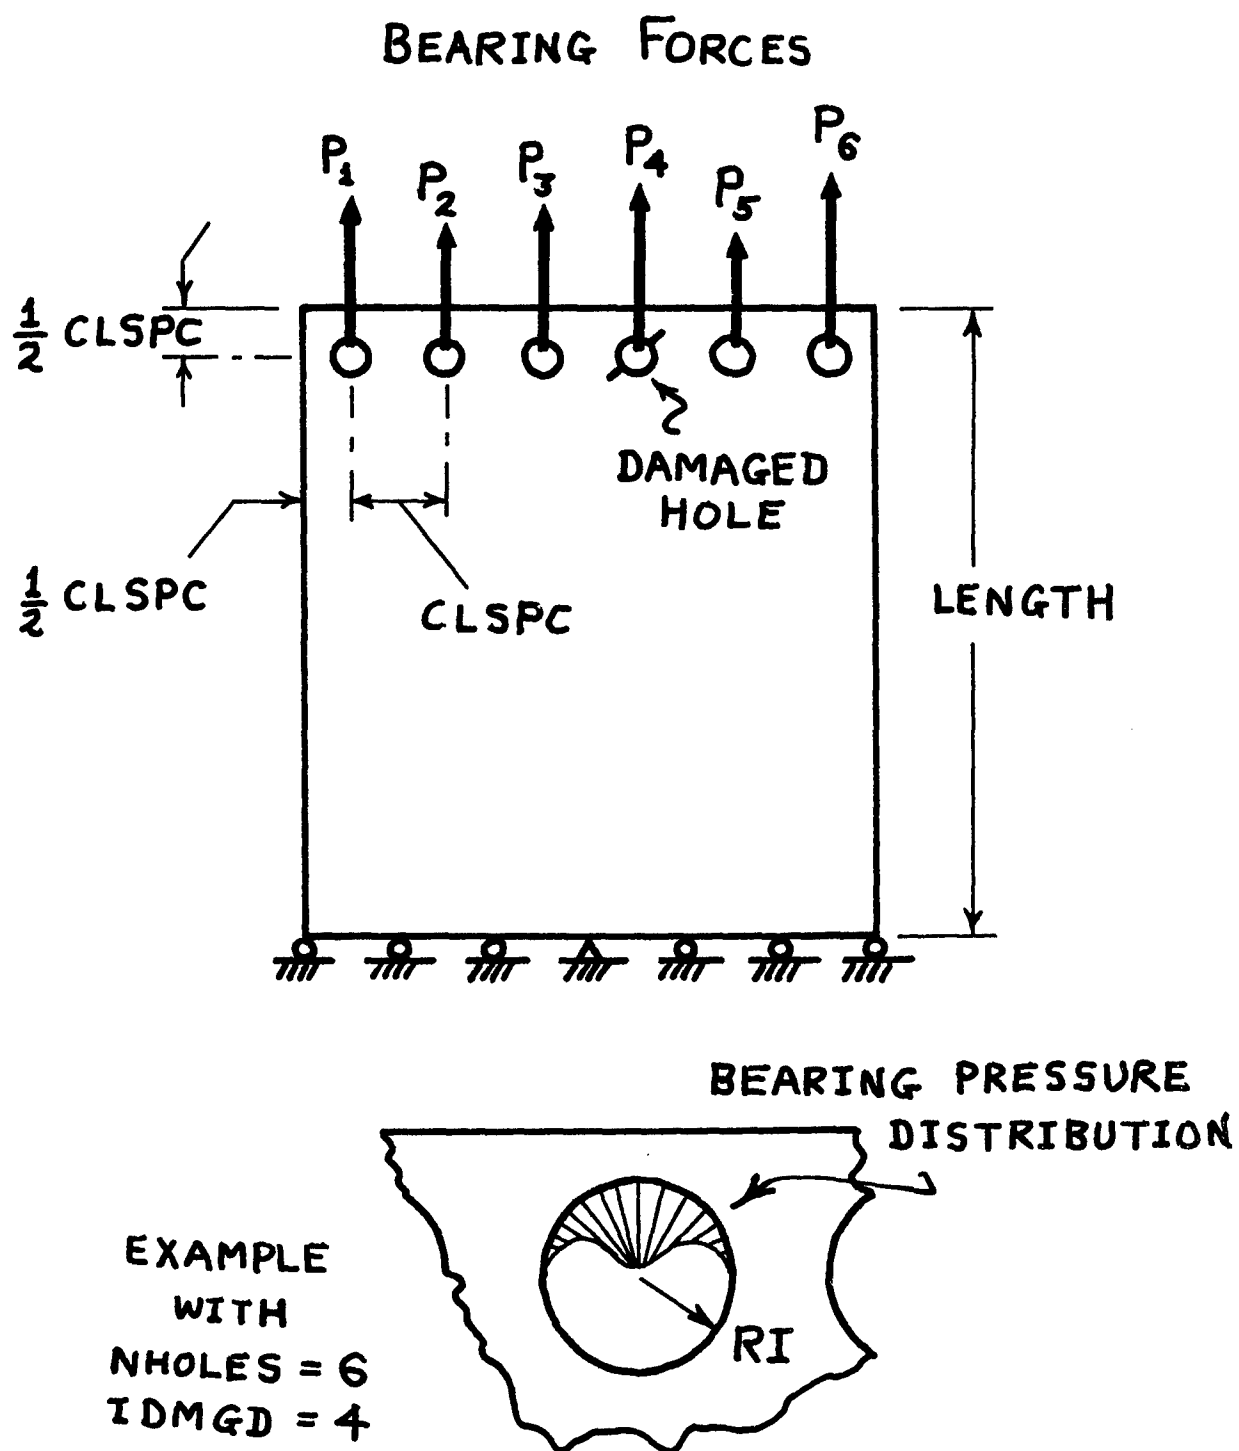 BEARING FORCES
P1
P2
P3
P4
P5
P6
1/2 CLSPC
DAMAGED
HOLE
1/2 CLSPC
CLSPC
LENGTH
BEARING PRESSURE
DISTRIBUTION
EXAMPLE
WITH
NHOLES = 6
IDMGD = 4
RI